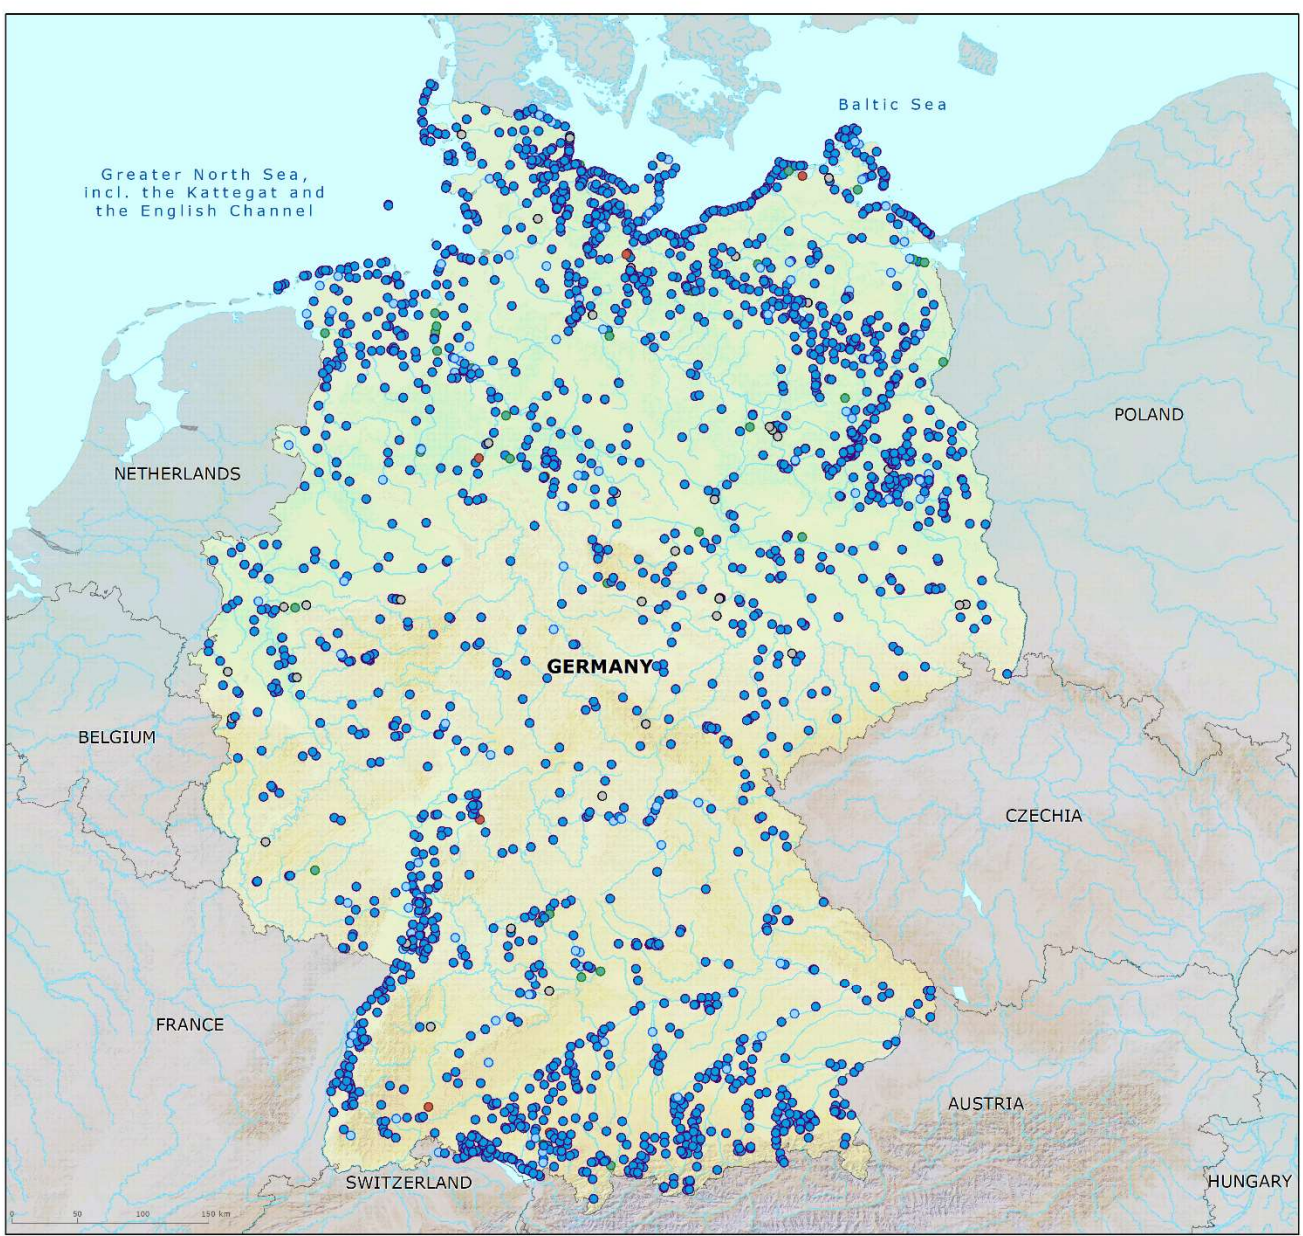 Baltic Sea
Greater North Sea,
incl. the Kattegat and
the English Channel
POLAND
NETHERLANDS
GERMANY
BELGIUM
CZECHIA
FRANCE
AUSTRIA
SWITZERLAND
HUNGARY
0 50 100 150 km